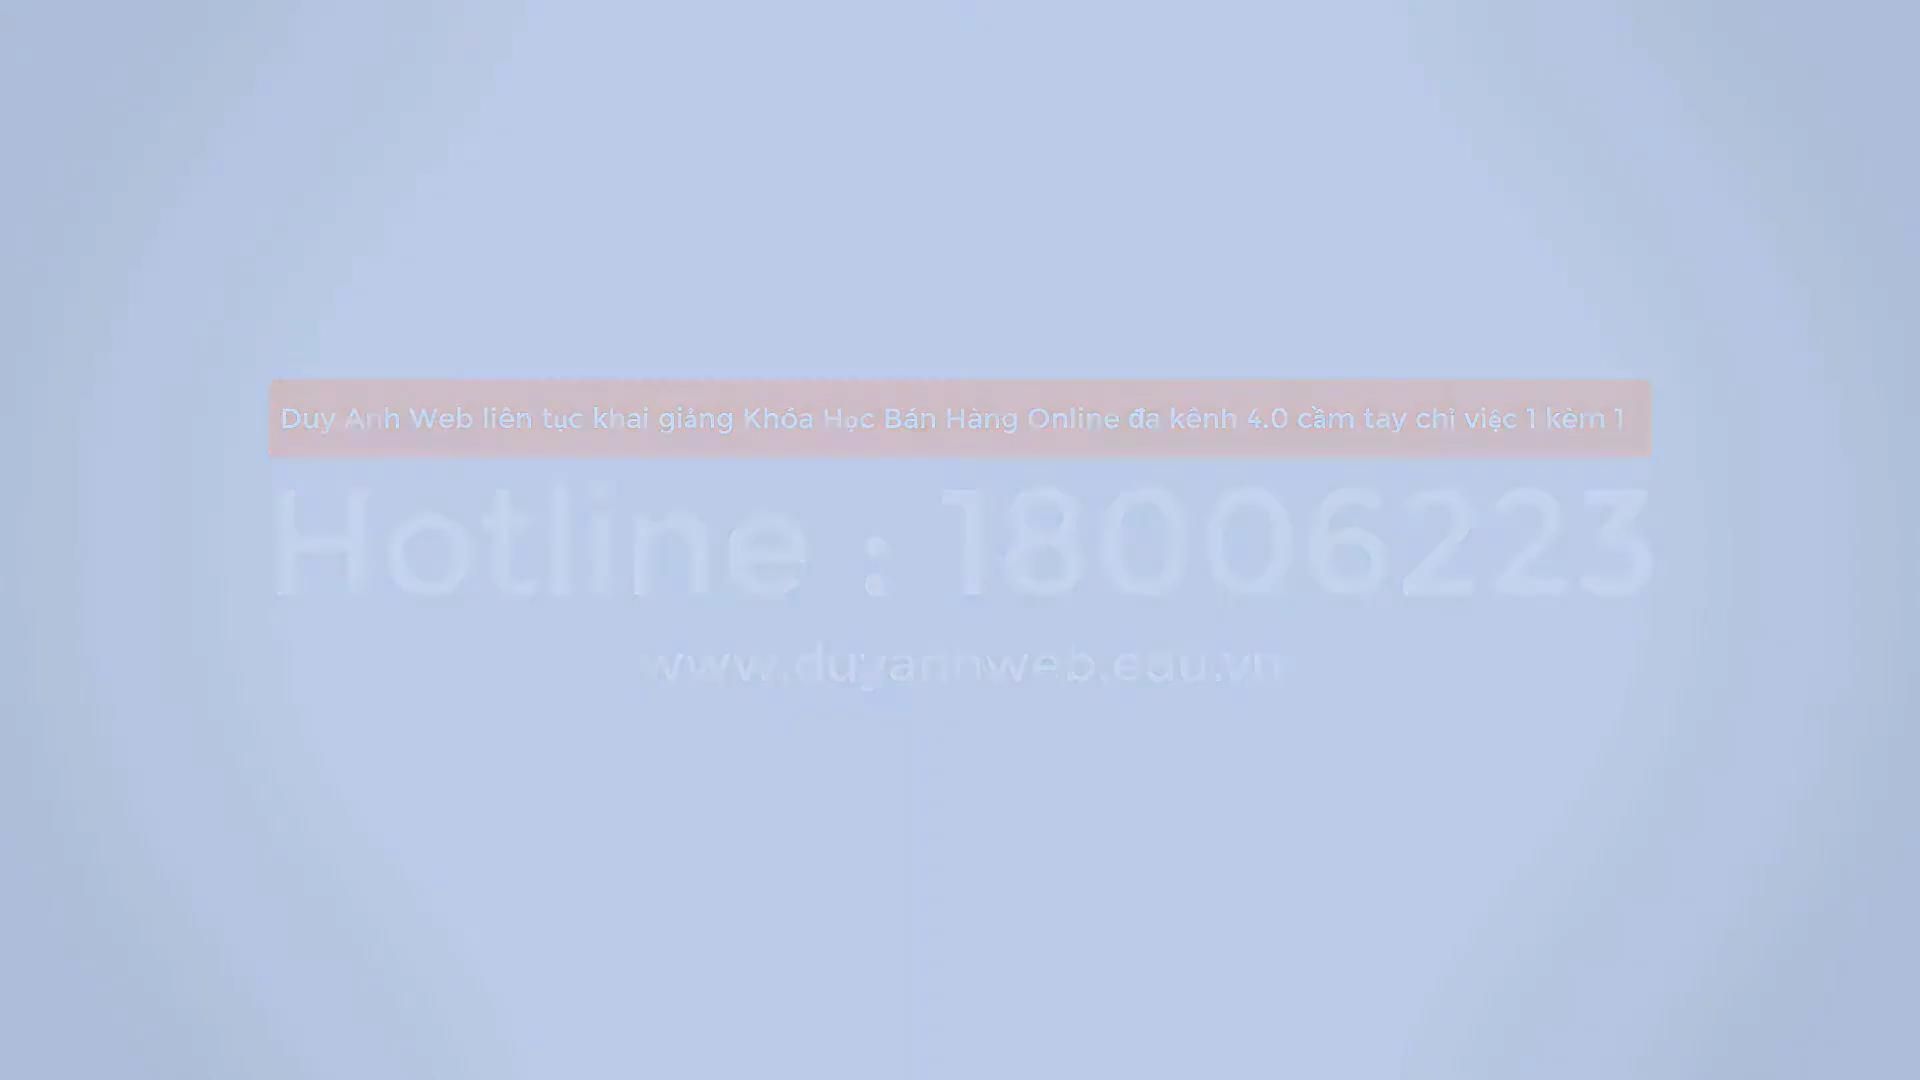 Duy Anh Web liên tục khai giảng Khóa Học Bán Hàng Online đa kênh 4.0 cầm tay chỉ việc 1 kèm 1
Hotline : 18006223
www.duyanhweb.edu.vn